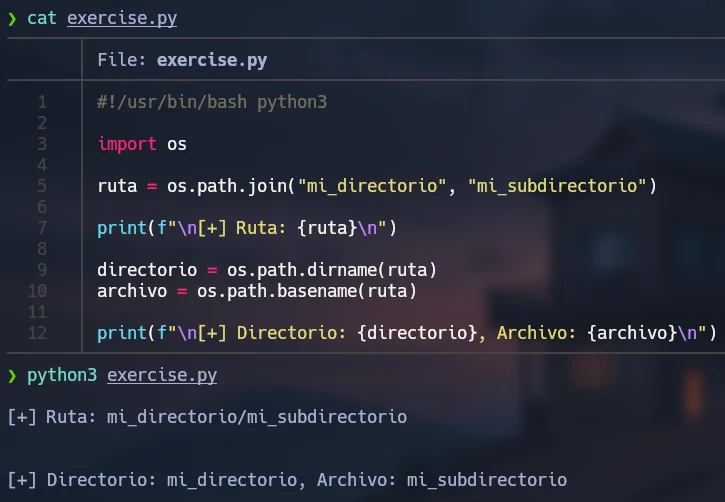 ❯ cat exercise.py
File: exercise.py
1 #!/usr/bin/bash python3
2
3 import os
4
5 ruta = os.path.join("mi_directorio", "mi_subdirectorio")
6
7 print(f"\n[+] Ruta: {ruta}\n")
8
9 directorio = os.path.dirname(ruta)
10 archivo = os.path.basename(ruta)
11
12 print(f"\n[+] Directorio: {directorio}, Archivo: {archivo}\n")
❯ python3 exercise.py
[+] Ruta: mi_directorio/mi_subdirectorio
[+] Directorio: mi_directorio, Archivo: mi_subdirectorio